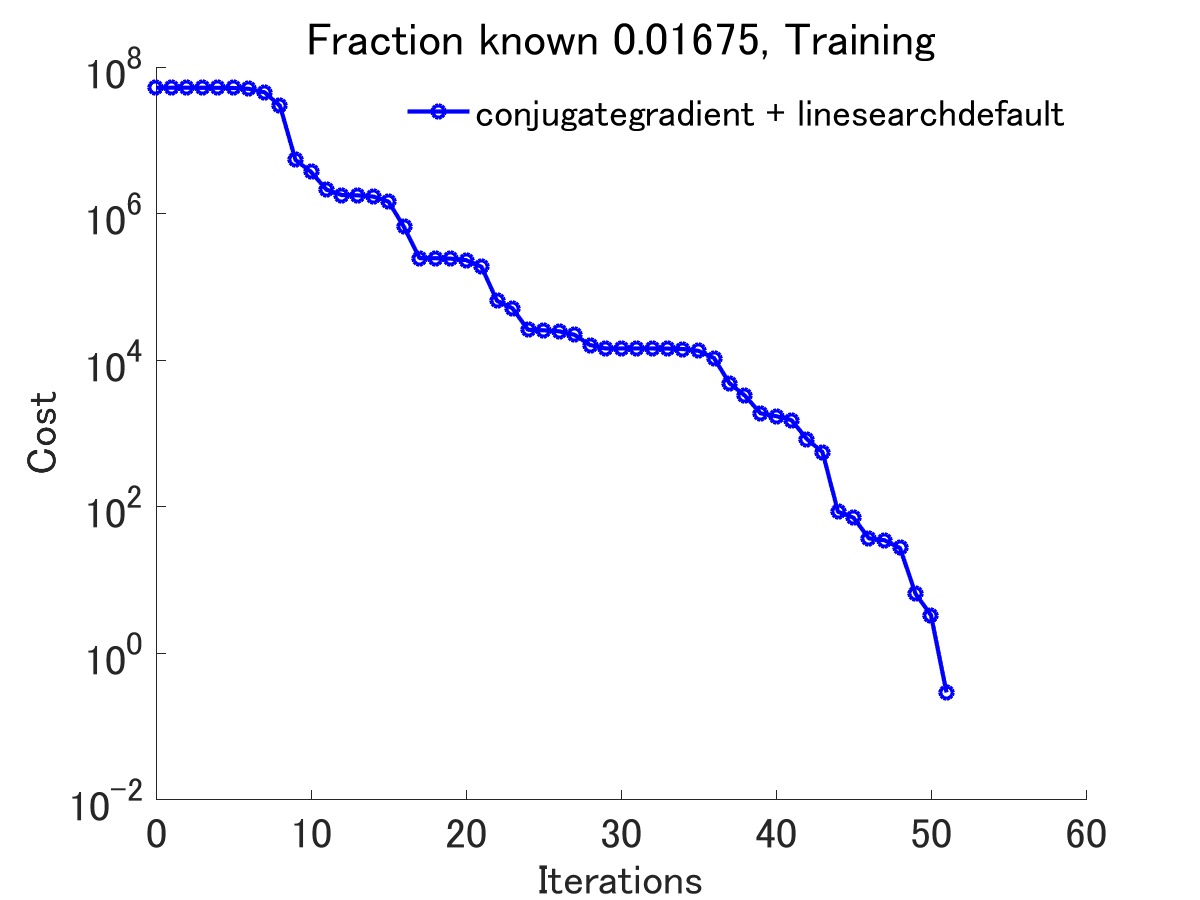 Fraction known 0.01675, Training
conjugategradient + linesearchdefault
Cost
10^8
10^6
10^4
10^2
10^0
10^-2
0 10 20 30 40 50 60
Iterations